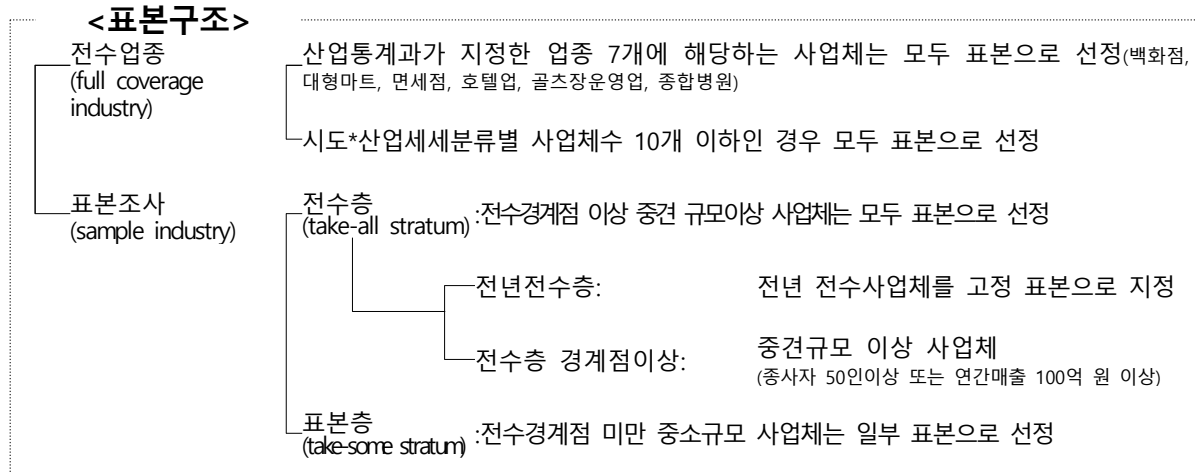 <표본구조>
전수업종
(full coverage
industry)
산업통계과가 지정한 업종 7개에 해당하는 사업체는 모두 표본으로 선정(백화점,
대형마트, 면세점, 호텔업, 골츠장운영업, 종합병원)
시도*산업세세분류별 사업체수 10개 이하인 경우 모두 표본으로 선정
표본조사
(sample industry)
전수층
(take-all stratum) :전수경계점 이상 중견 규모이상 사업체는 모두 표본으로 선정
전년전수층: 전년 전수사업체를 고정 표본으로 지정
전수층 경계점이상: 중견규모 이상 사업체
(종사자 50인이상 또는 연간매출 100억 원 이상)
표본층
(take-some stratum) :전수경계점 미만 중소규모 사업체는 일부 표본으로 선정